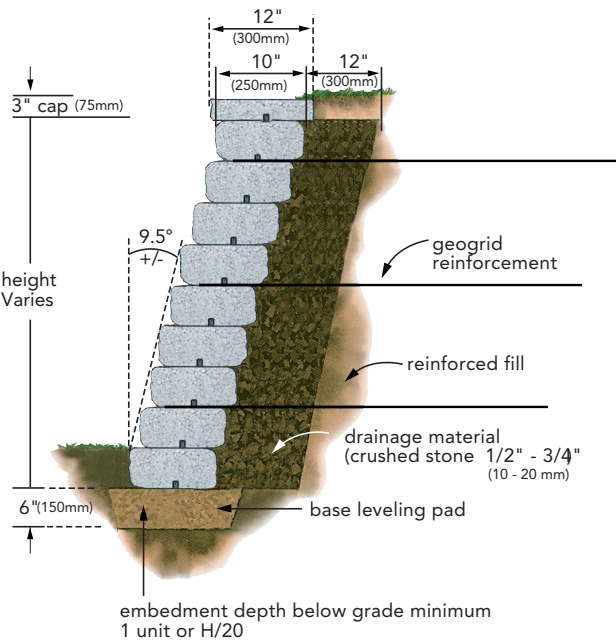 12"
(300mm)
10"
(250mm)
12"
(300mm)
3" cap (75mm)
9.5°
+/-
height
Varies
geogrid
reinforcement
reinforced fill
drainage material
(crushed stone 1/2" - 3/4"
(10 - 20 mm)
6"(150mm)
base leveling pad
embedment depth below grade minimum
1 unit or H/20